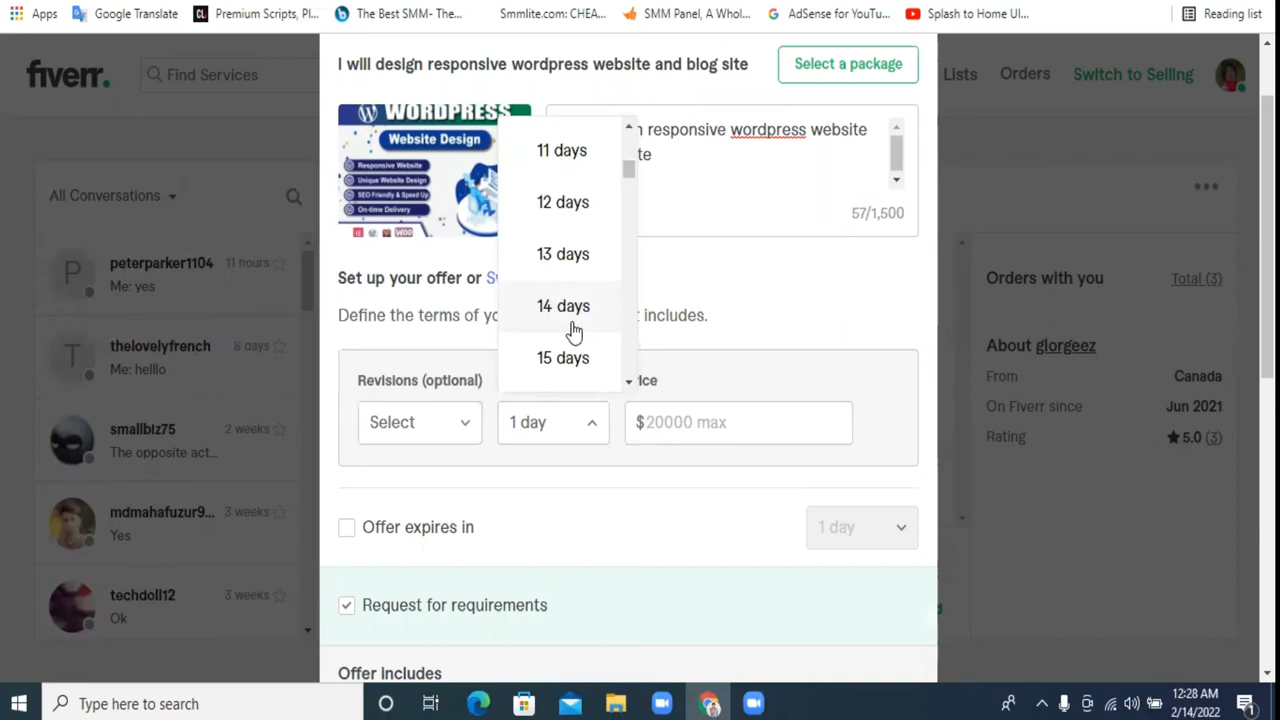 Apps
Google Translate
Premium Scripts, Pl...
The Best SMM- The...
Smmlite.com: CHEA...
SMM Panel, A Whol...
AdSense for YouTu...
Splash to Home UI...
Reading list
fiverr.
Find Services
Lists
Orders
Switch to Selling
I will design responsive wordpress website and blog site
Select a package
WORDPRESS
Website Design
Responsive Website
Unique Website Design
SEO Friendly & Speed Up
On-time Delivery
WOO
n responsive wordpress website
te
57/1,500
11 days
12 days
13 days
14 days
15 days
Set up your offer or S
Define the terms of yo
t includes.
Revisions (optional)
ice
Select
1 day
$20000 max
Offer expires in
1 day
Request for requirements
Offer includes
All Conversations
P
peterparker1104
11 hours
Me: yes
T
thelovelyfrench
6 days
Me: helllo
smallbiz75
2 weeks
The opposite act...
mdmahafuzur9...
3 weeks
Yes
techdoll12
3 weeks
Ok
Orders with you
Total (3)
About glorgeez
From
Canada
On Fiverr since
Jun 2021
Rating
5.0 (3)
Type here to search
12:28 AM
2/14/2022
1